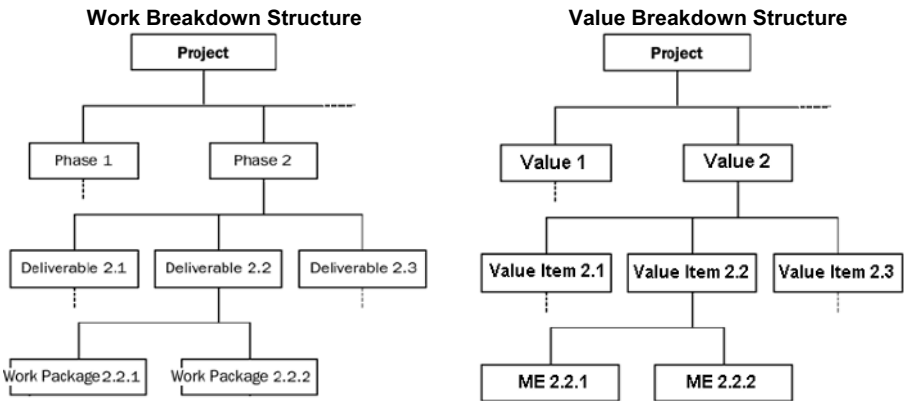 Work Breakdown Structure
Project
Phase 1
Phase 2
Deliverable 2.1
Deliverable 2.2
Deliverable 2.3
Work Package 2.2.1
Work Package 2.2.2
Value Breakdown Structure
Project
Value 1
Value 2
Value Item 2.1
Value Item 2.2
Value Item 2.3
ME 2.2.1
ME 2.2.2